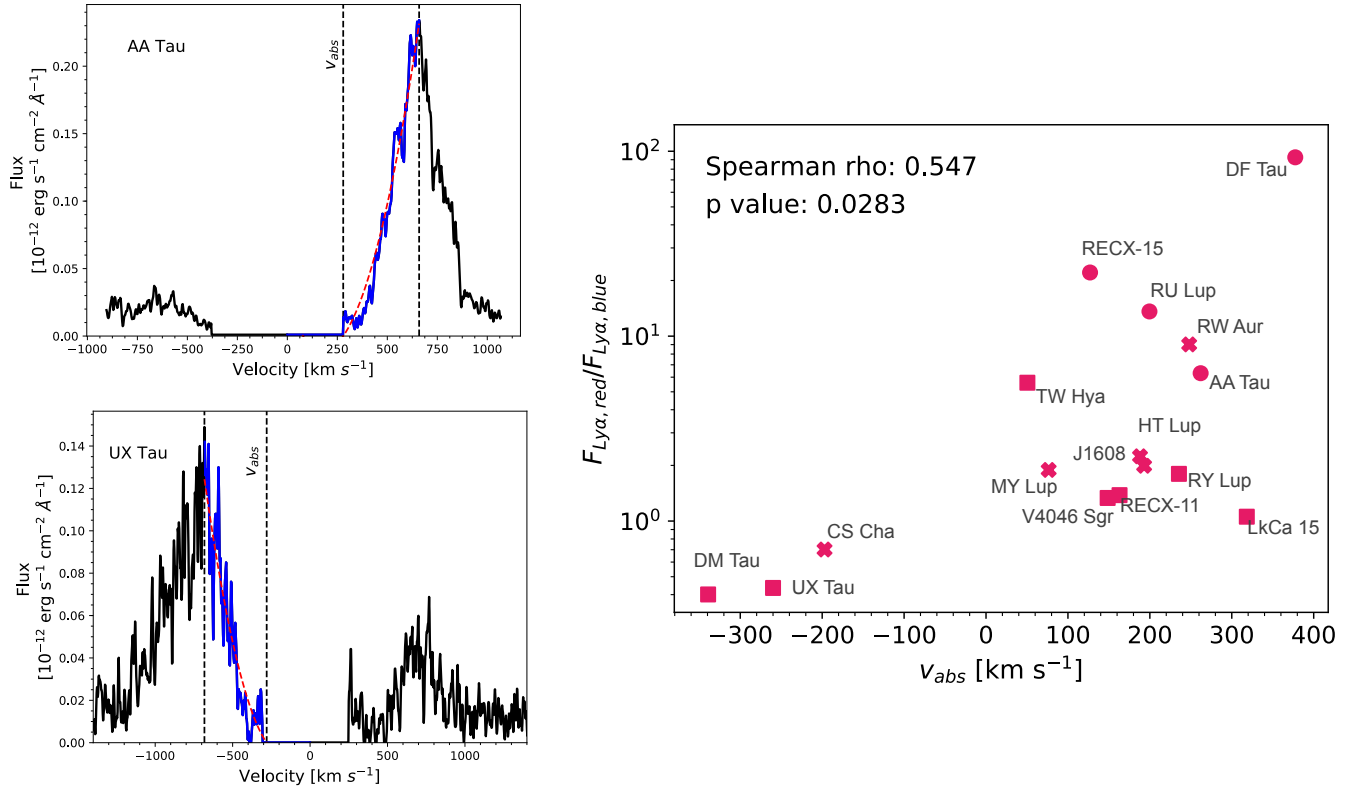 AA Tau
v_abs
Flux
[10⁻¹² erg s⁻¹ cm⁻² Å⁻¹]
0.20
0.15
0.10
0.05
0.00
−1000 −750 −500 −250 0 250 500 750 1000
Velocity [km s⁻¹]
UX Tau
v_abs
Flux
[10⁻¹² erg s⁻¹ cm⁻² Å⁻¹]
0.14
0.12
0.10
0.08
0.06
0.04
0.02
0.00
−1000 −500 0 500 1000
Velocity [km s⁻¹]
Spearman rho: 0.547
p value: 0.0283
F_Lyα,red/F_Lyα,blue
10²
10¹
10⁰
DF Tau
RECX-15
RU Lup
RW Aur
AA Tau
TW Hya
HT Lup
J1608
MY Lup
RY Lup
V4046 Sgr
RECX-11
LkCa 15
CS Cha
DM Tau
UX Tau
−300 −200 −100 0 100 200 300 400
v_abs [km s⁻¹]